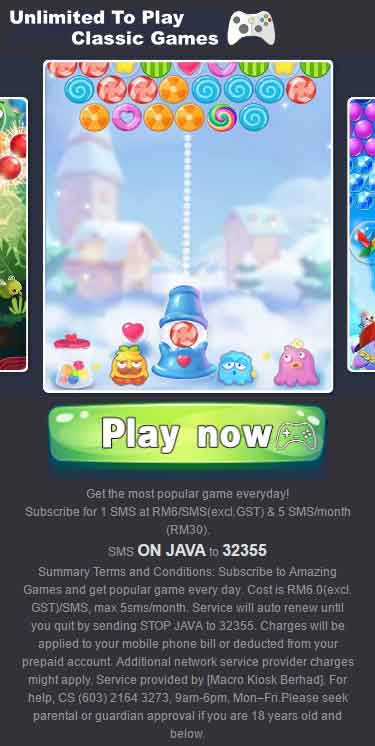 Unlimited To Play
Classic Games
Play now
Get the most popular game everyday!
Subscribe for 1 SMS at RM6/SMS(excl.GST) & 5 SMS/month
(RM30).
SMS ON JAVA to 32355
Summary Terms and Conditions: Subscribe to Amazing
Games and get popular game every day. Cost is RM6.0(excl.
GST)/SMS, max 5sms/month. Service will auto renew until
you quit by sending STOP JAVA to 32355. Charges will be
applied to your mobile phone bill or deducted from your
prepaid account. Additional network service provider charges
might apply. Service provided by [Macro Kiosk Berhad]. For
help, CS (603) 2164 3273, 9am-6pm, Mon–Fri.Please seek
parental or guardian approval if you are 18 years old and
below.